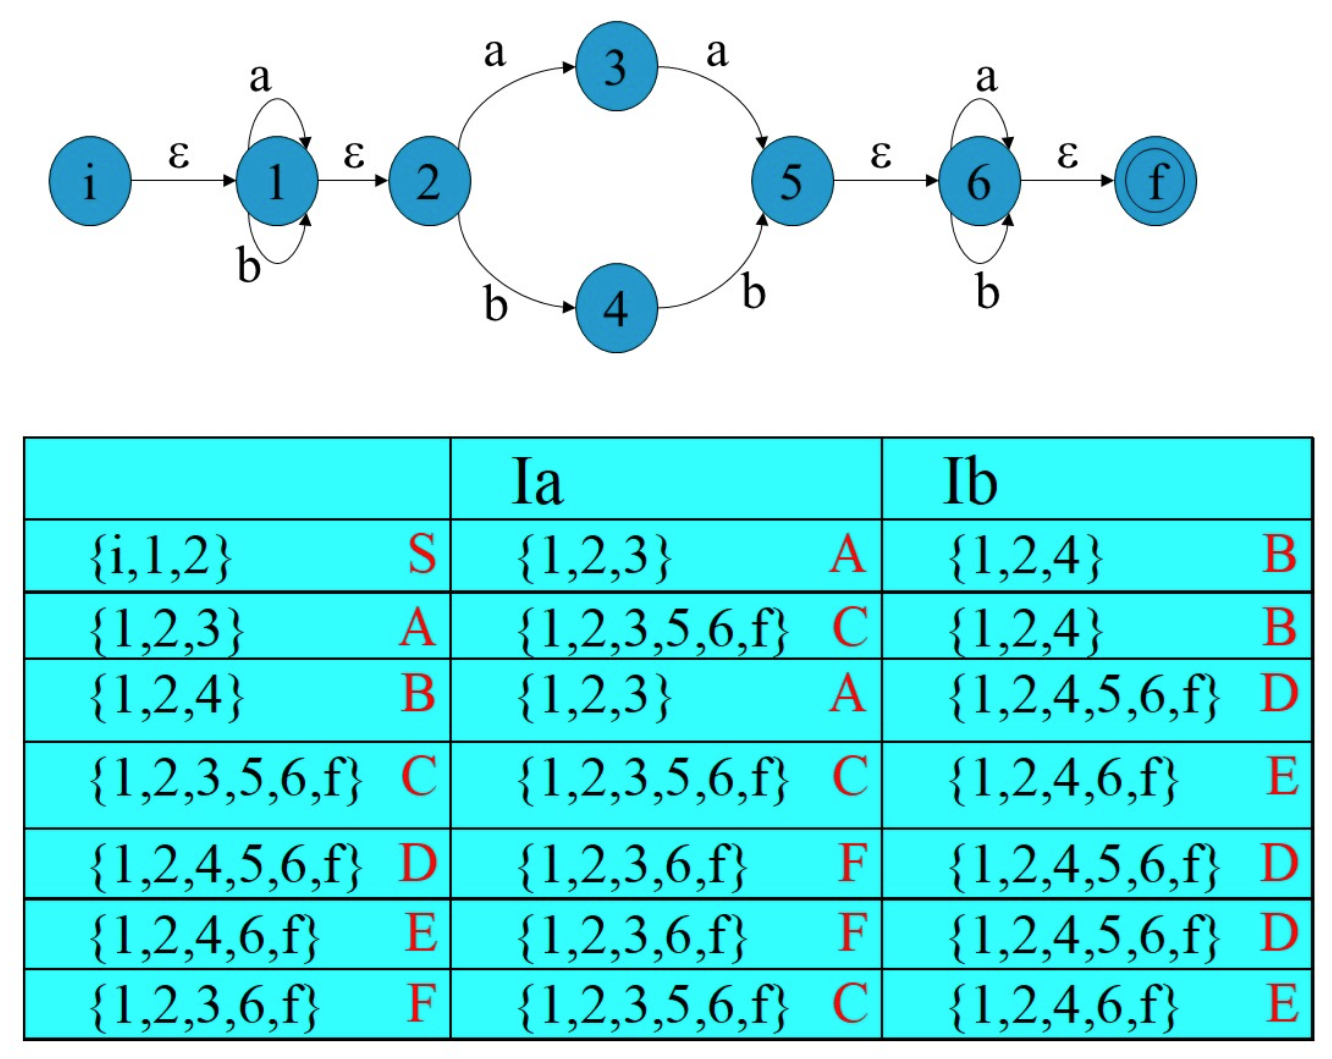 a a 3 a a
i ε 1 ε 2 5 ε 6 ε f
b b 4 b b
Ia Ib
{i,1,2} S {1,2,3} A {1,2,4} B
{1,2,3} A {1,2,3,5,6,f} C {1,2,4} B
{1,2,4} B {1,2,3} A {1,2,4,5,6,f} D
{1,2,3,5,6,f} C {1,2,3,5,6,f} C {1,2,4,6,f} E
{1,2,4,5,6,f} D {1,2,3,6,f} F {1,2,4,5,6,f} D
{1,2,4,6,f} E {1,2,3,6,f} F {1,2,4,5,6,f} D
{1,2,3,6,f} F {1,2,3,5,6,f} C {1,2,4,6,f} E